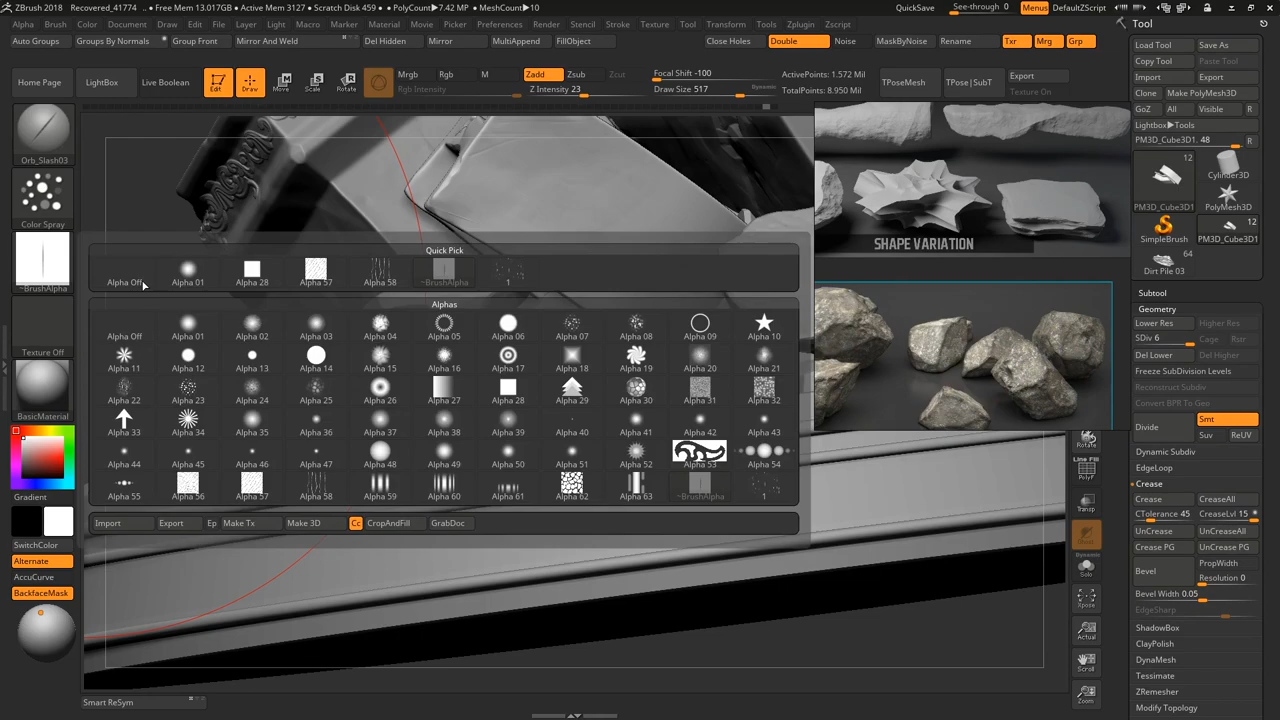 ZBrush 2018 Recovered_41774 • Free Mem 13.017GB • Active Mem 3127 • Scratch Disk 459 • PolyCount▶7.42 MP • MeshCount▶10 QuickSave See-through 0 Menus DefaultZScript
Alpha Brush Color Document Draw Edit File Layer Light Macro Marker Material Movie Picker Preferences Render Stencil Stroke Texture Tool Transform Tools Zplugin Zscript Tool
Auto Groups Groups By Normals Group Front Mirror And Weld Del Hidden Mirror MultiAppend FillObject Close Holes Double Noise MaskByNoise Rename Txr Mrg Grp
Load Tool Save As
Copy Tool Paste Tool
Import Export
Clone Make PolyMesh3D
GoZ All Visible R
Lightbox▶Tools
PM3D_Cube3D1. 48 R
Home Page LightBox Live Boolean Edit Draw Move Scale Rotate
Mrgb Rgb M Zadd Zsub Zcut
Rgb Intensity Z Intensity 23
Focal Shift -100
Draw Size 517 Dynamic
ActivePoints: 1.572 Mil
TotalPoints: 8.950 Mil
TPoseMesh TPose|SubT Export
Texture On
12
Cylinder3D
PM3D_Cube3D1 PolyMesh3D
12
SimpleBrush PM3D_Cube3D1
64
Dirt Pile 03
Orb_Slash03
Color Spray
~BrushAlpha
Texture Off
BasicMaterial
Gradient
SwitchColor
Alternate
AccuCurve
BackfaceMask
SHAPE VARIATION
Quick Pick
Alpha Off Alpha 01 Alpha 28 Alpha 57 Alpha 58 ~BrushAlpha 1
Alphas
Alpha Off Alpha 01 Alpha 02 Alpha 03 Alpha 04 Alpha 05 Alpha 06 Alpha 07 Alpha 08 Alpha 09 Alpha 10
Alpha 11 Alpha 12 Alpha 13 Alpha 14 Alpha 15 Alpha 16 Alpha 17 Alpha 18 Alpha 19 Alpha 20 Alpha 21
Alpha 22 Alpha 23 Alpha 24 Alpha 25 Alpha 26 Alpha 27 Alpha 28 Alpha 29 Alpha 30 Alpha 31 Alpha 32
Alpha 33 Alpha 34 Alpha 35 Alpha 36 Alpha 37 Alpha 38 Alpha 39 Alpha 40 Alpha 41 Alpha 42 Alpha 43
Alpha 44 Alpha 45 Alpha 46 Alpha 47 Alpha 48 Alpha 49 Alpha 50 Alpha 51 Alpha 52 Alpha 53 Alpha 54
Alpha 55 Alpha 56 Alpha 57 Alpha 58 Alpha 59 Alpha 60 Alpha 61 Alpha 62 Alpha 63 ~BrushAlpha 1
Import Export Ep Make Tx Make 3D Cc CropAndFill GrabDoc
Rotate
Line Fill
PolyF
Transp
Ghost
Dynamic
Solo
Xpose
Actual
Scroll
Zoom
Subtool
Geometry
Lower Res Higher Res
SDiv 6 Cage Rstr
Del Lower Del Higher
Freeze SubDivision Levels
Reconstruct Subdiv
Convert BPR To Geo
Divide Smt
Suv ReUV
Dynamic Subdiv
EdgeLoop
Crease
Crease CreaseAll
CTolerance 45 CreaseLvl 15
UnCrease UnCreaseAll
Crease PG UnCrease PG
Bevel PropWidth
Resolution 0
Bevel Width 0.05
EdgeSharp
ShadowBox
ClayPolish
DynaMesh
Tessimate
ZRemesher
Modify Topology
Smart ReSym